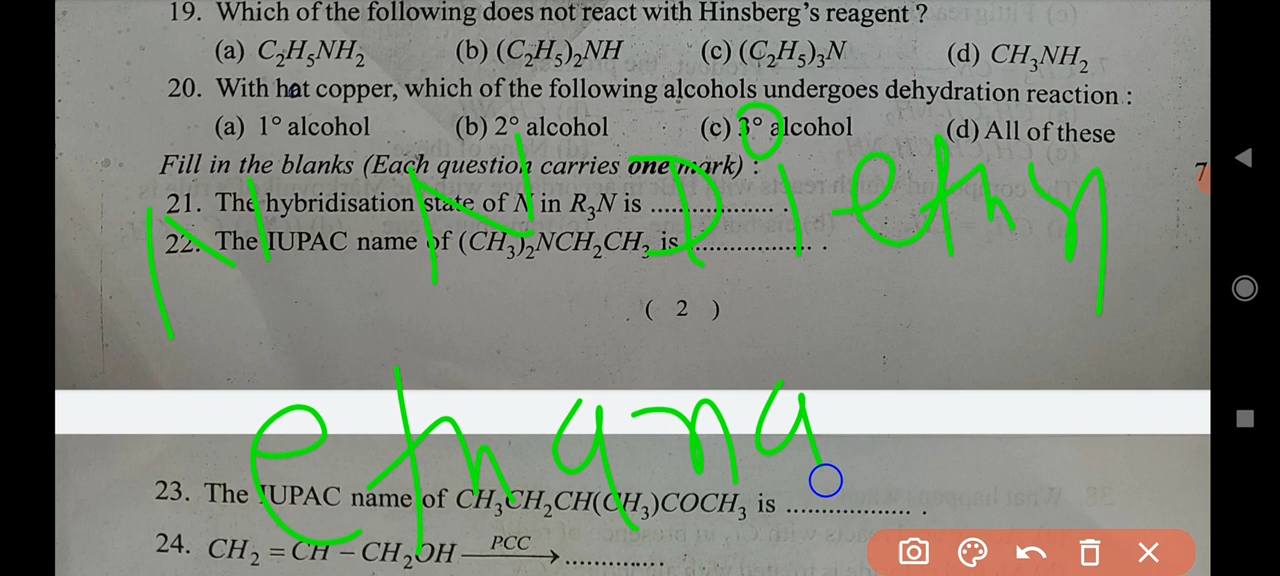 19. Which of the following does not react with Hinsberg's reagent ?
(a) C₂H₅NH₂ (b) (C₂H₅)₂NH (c) (C₂H₅)₃N (d) CH₃NH₂
20. With hot copper, which of the following alcohols undergoes dehydration reaction :
(a) 1° alcohol (b) 2° alcohol (c) 3° alcohol (d) All of these
Fill in the blanks (Each question carries one mark) :
21. The hybridisation state of N in R₃N is ..................
22. The IUPAC name of (CH₃)₂NCH₂CH₃ is ................. .
N N Diethy
7
( 2 )
ethana
23. The IUPAC name of CH₃CH₂CH(CH₃)COCH₃ is .................. .
24. CH₂ = CH – CH₂OH —PCC→ ..............